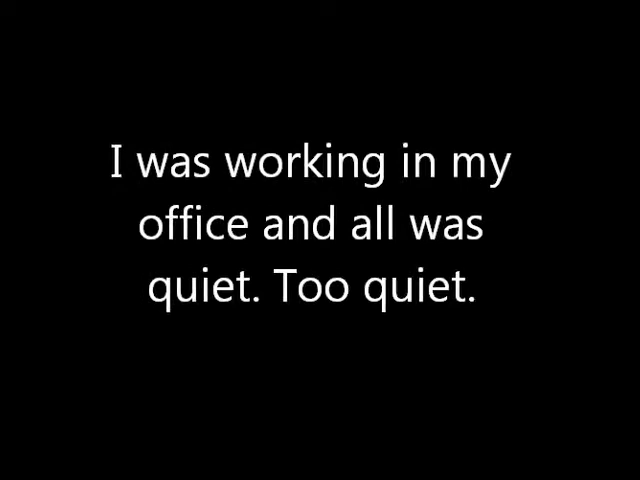 I was working in my
office and all was
quiet. Too quiet.